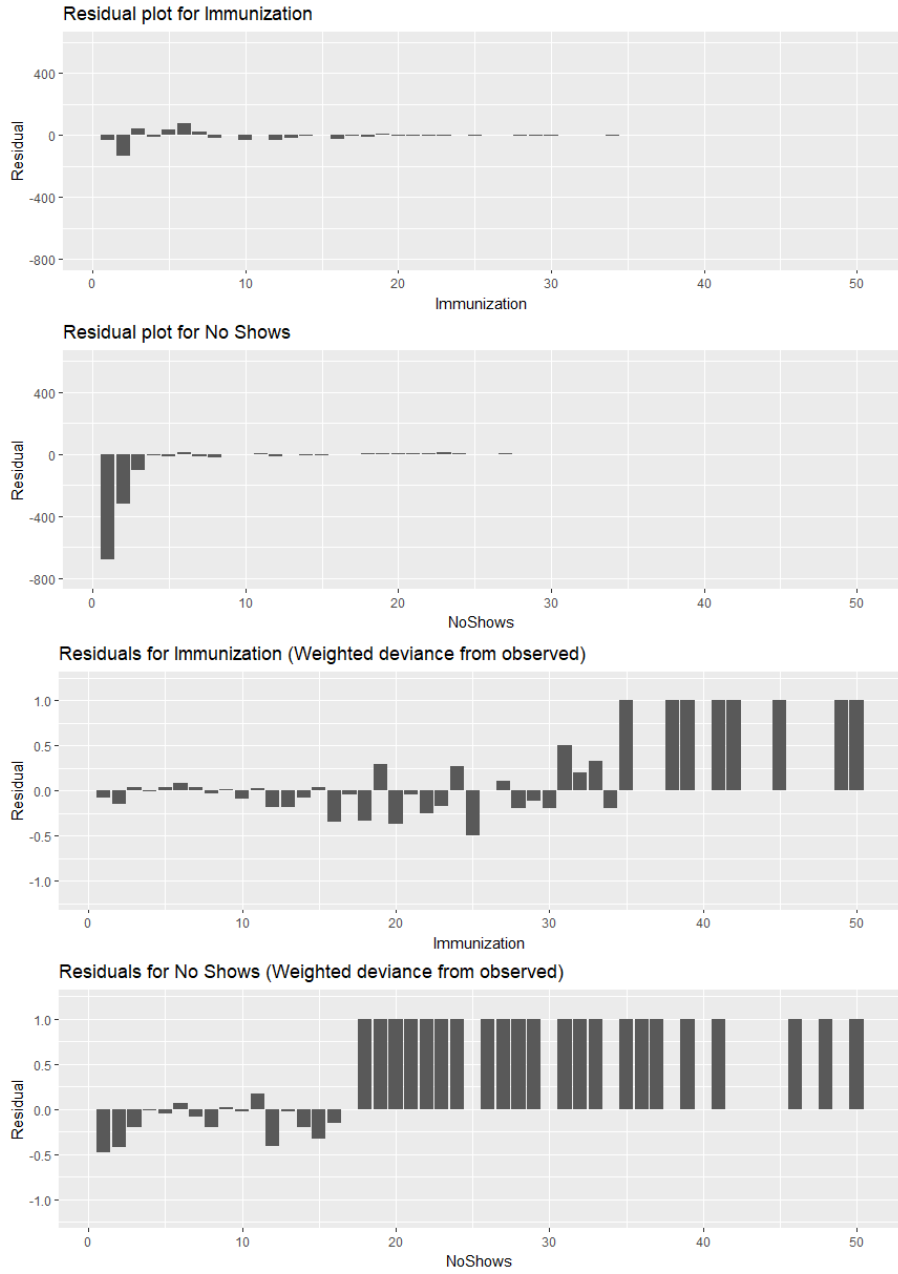 Residual plot for Immunization
400
0
-400
-800
Residual
0 10 20 30 40 50
Immunization
Residual plot for No Shows
400
0
-400
-800
Residual
0 10 20 30 40 50
NoShows
Residuals for Immunization (Weighted deviance from observed)
1.0
0.5
0.0
-0.5
-1.0
Residual
0 10 20 30 40 50
Immunization
Residuals for No Shows (Weighted deviance from observed)
1.0
0.5
0.0
-0.5
-1.0
Residual
0 10 20 30 40 50
NoShows